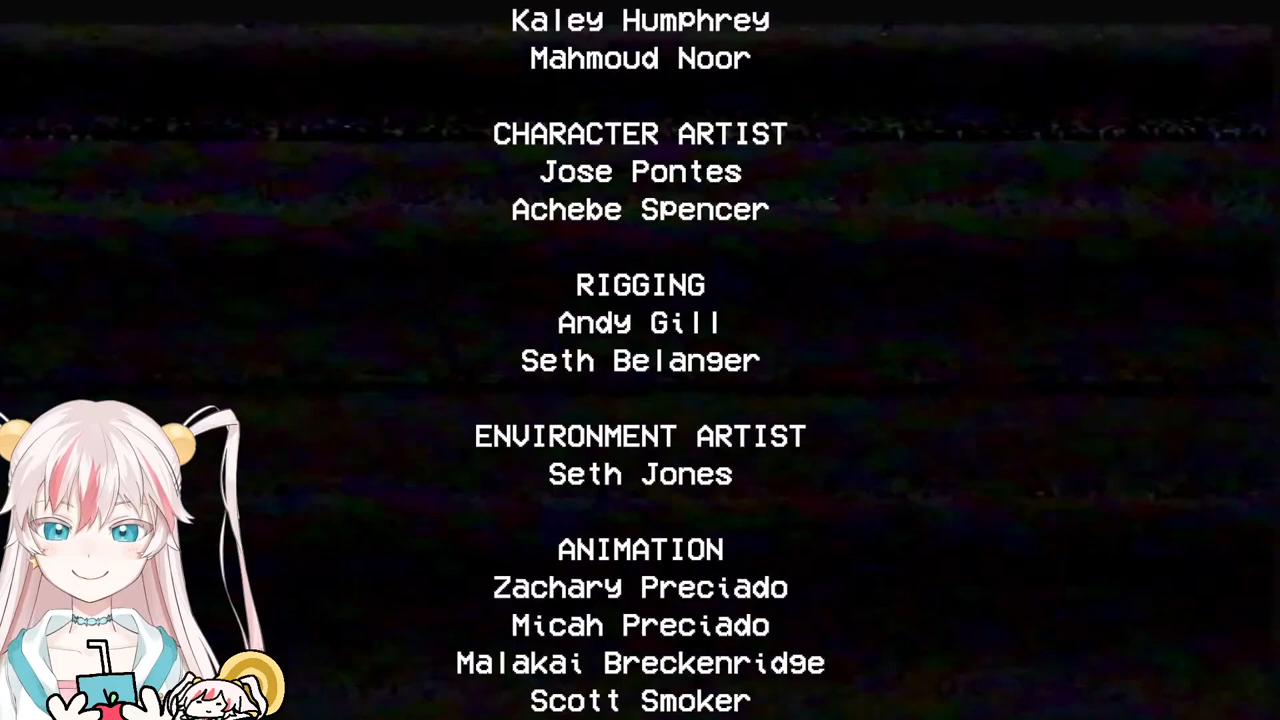 Kaley Humphrey
Mahmoud Noor
CHARACTER ARTIST
Jose Pontes
Achebe Spencer
RIGGING
Andy Gill
Seth Belanger
ENVIRONMENT ARTIST
Seth Jones
ANIMATION
Zachary Preciado
Micah Preciado
Malakai Breckenridge
Scott Smoker